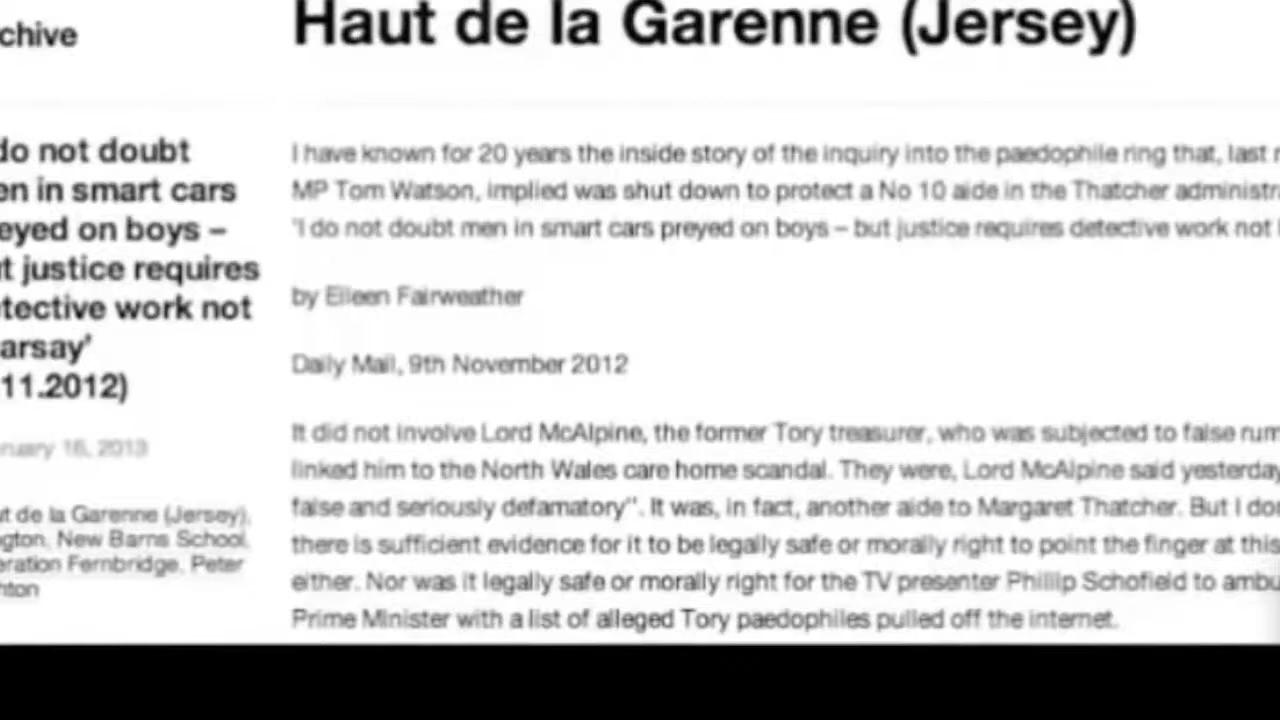 chive
Haut de la Garenne (Jersey)
do not doubt
en in smart cars
eyed on boys –
t justice requires
tective work not
arsay’
11.2012)
ruary 16, 2013
ut de la Garenne (Jersey),
gton, New Barns School,
eration Fernbridge, Peter
hton
I have known for 20 years the inside story of the inquiry into the paedophile ring that, last
MP Tom Watson, implied was shut down to protect a No 10 aide in the Thatcher administr
‘I do not doubt men in smart cars preyed on boys – but justice requires detective work not
by Eileen Fairweather
Daily Mail, 9th November 2012
It did not involve Lord McAlpine, the former Tory treasurer, who was subjected to false rum
linked him to the North Wales care home scandal. They were, Lord McAlpine said yesterday
false and seriously defamatory”. It was, in fact, another aide to Margaret Thatcher. But I do
there is sufficient evidence for it to be legally safe or morally right to point the finger at this
either. Nor was it legally safe or morally right for the TV presenter Phillip Schofield to ambu
Prime Minister with a list of alleged Tory paedophiles pulled off the internet.